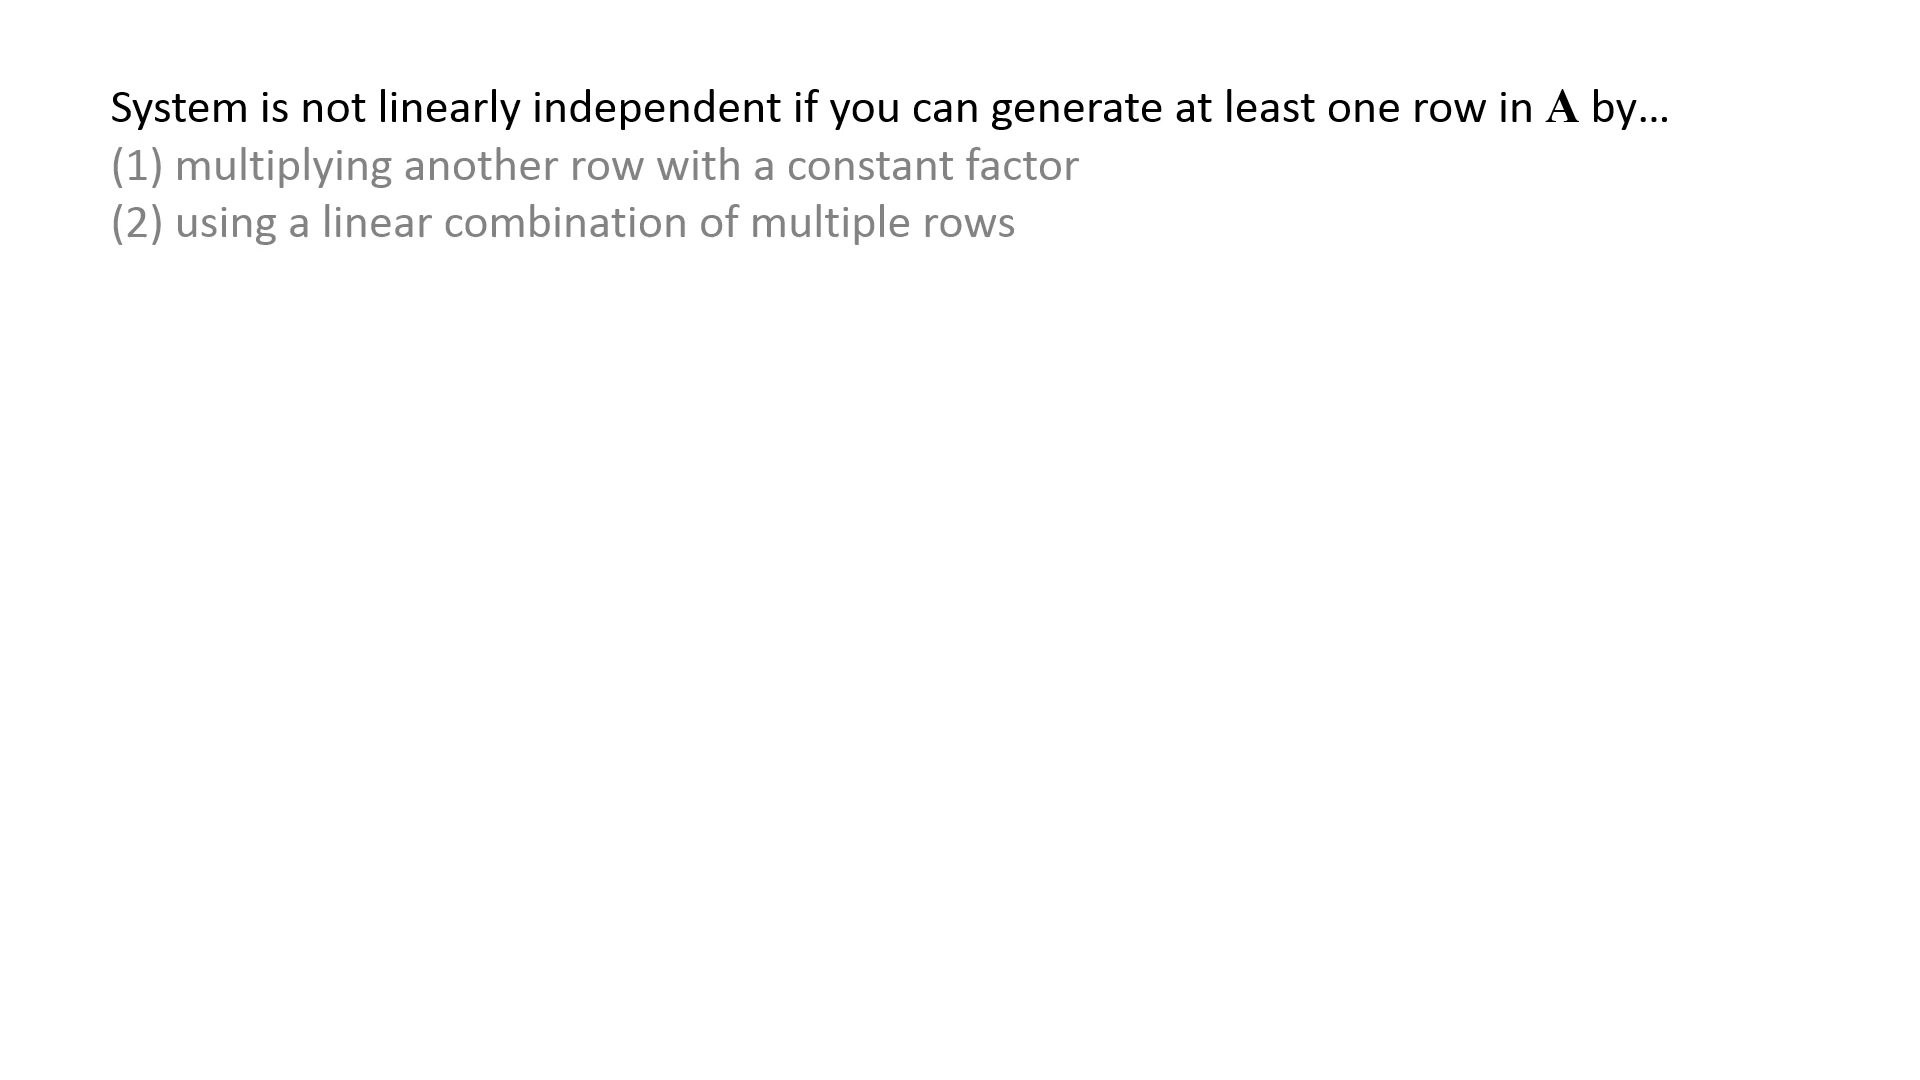 System is not linearly independent if you can generate at least one row in A by…
(1) multiplying another row with a constant factor
(2) using a linear combination of multiple rows